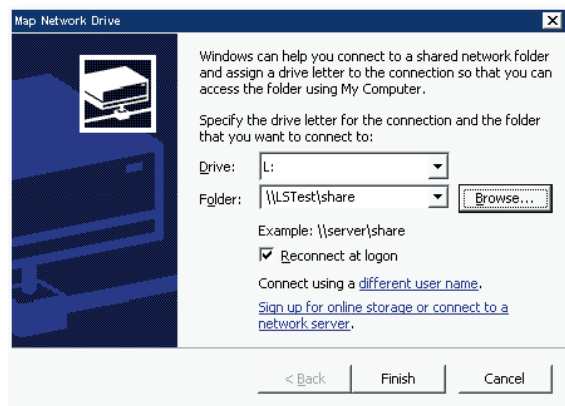 Map Network Drive
Windows can help you connect to a shared network folder
and assign a drive letter to the connection so that you can
access the folder using My Computer.
Specify the drive letter for the connection and the folder
that you want to connect to:
Drive: L:
Folder: \\LSTest\share Browse...
Example: \\server\share
Reconnect at logon
Connect using a different user name.
Sign up for online storage or connect to a
network server.
< Back Finish Cancel